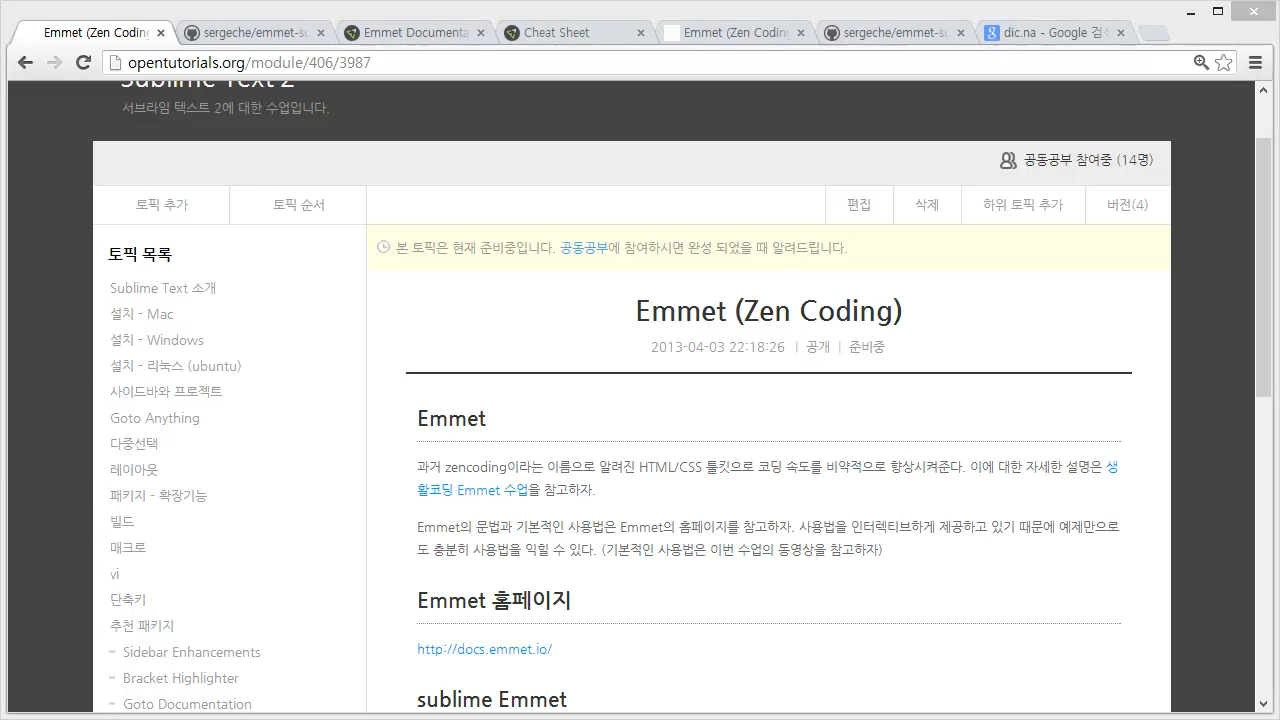 Emmet (Zen Coding
sergeche/emmet-s
Emmet Documenta
Cheat Sheet
Emmet (Zen Coding
sergeche/emmet-su
dic.na - Google 검색
opentutorials.org/module/406/3987
Sublime Text 2
서브라임 텍스트 2에 대한 수업입니다.
공동공부 참여중 (14명)
토픽 추가
토픽 순서
편집
삭제
하위 토픽 추가
버전(4)
토픽 목록
Sublime Text 소개
설치 - Mac
설치 - Windows
설치 - 리눅스 (ubuntu)
사이드바와 프로젝트
Goto Anything
다중선택
레이아웃
패키지 - 확장기능
빌드
매크로
vi
단축키
추천 패키지
Sidebar Enhancements
Bracket Highlighter
Goto Documentation
본 토픽은 현재 준비중입니다. 공동공부에 참여하시면 완성 되었을 때 알려드립니다.
Emmet (Zen Coding)
2013-04-03 22:18:26 | 공개 | 준비중
Emmet
과거 zencoding이라는 이름으로 알려진 HTML/CSS 툴킷으로 코딩 속도를 비약적으로 향상시켜준다. 이에 대한 자세한 설명은 생
활코딩 Emmet 수업을 참고하자.
Emmet의 문법과 기본적인 사용법은 Emmet의 홈페이지를 참고하자. 사용법을 인터렉티브하게 제공하고 있기 때문에 예제만으로
도 충분히 사용법을 익힐 수 있다. (기본적인 사용법은 이번 수업의 동영상을 참고하자)
Emmet 홈페이지
http://docs.emmet.io/
sublime Emmet